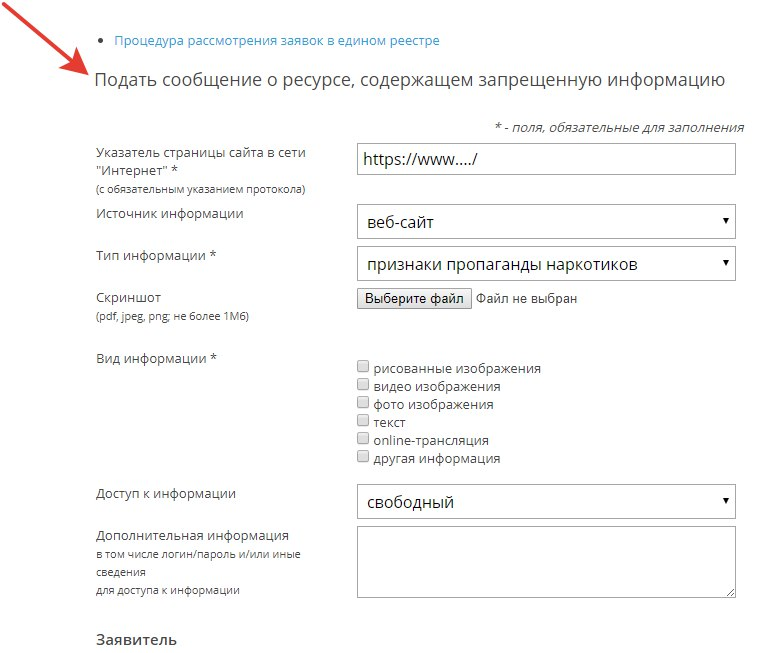 Процедура рассмотрения заявок в едином реестре
Подать сообщение о ресурсе, содержащем запрещенную информацию
* - поля, обязательные для заполнения
Указатель страницы сайта в сети
"Интернет" *
(с обязательным указанием протокола)
https://www..../
Источник информации
веб-сайт
Тип информации *
признаки пропаганды наркотиков
Скриншот
(pdf, jpeg, png; не более 1Мб)
Выберите файл Файл не выбран
Вид информации *
рисованные изображения
видео изображения
фото изображения
текст
online-трансляция
другая информация
Доступ к информации
свободный
Дополнительная информация
в том числе логин/пароль и/или иные
сведения
для доступа к информации
Заявитель